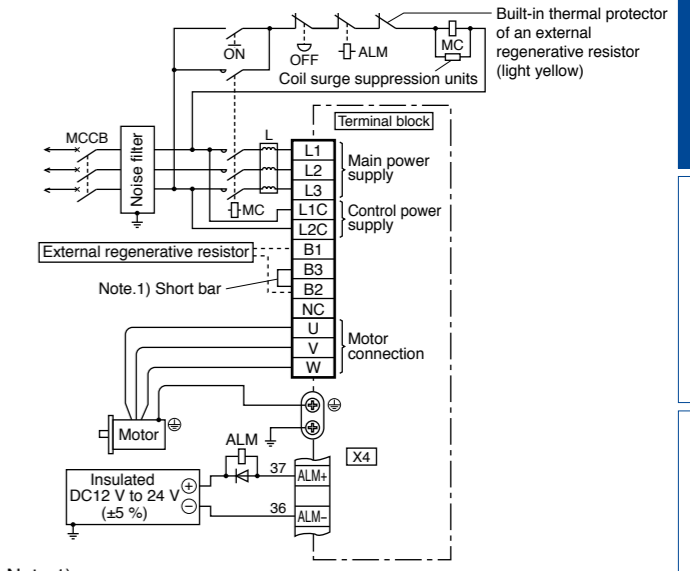 Built-in thermal protector
of an external
regenerative resistor
(light yellow)
ON
OFF
ALM
MC
Coil surge suppression units
Terminal block
MCCB
Noise filter
L
L1
L2
L3
Main power
supply
MC
L1C
L2C
Control power
supply
External regenerative resistor
B1
B3
B2
Note.1) Short bar
NC
U
V
W
Motor
connection
Motor
ALM
X4
Insulated
DC12 V to 24 V
(±5 %)
+
−
37
ALM+
36
ALM−